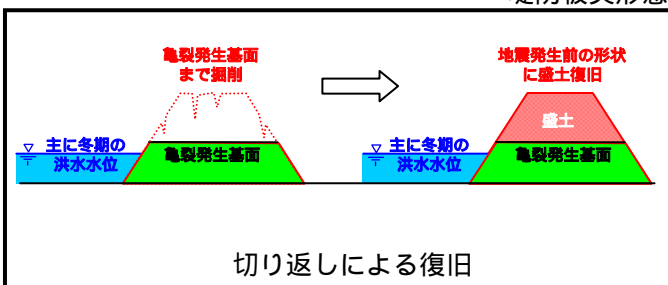 亀裂発生基面
まで掘削
地震発生前の形状
に盛土復旧
盛土
主に冬期の
洪水水位
亀裂発生基面
主に冬期の
洪水水位
亀裂発生基面
切り返しによる復旧